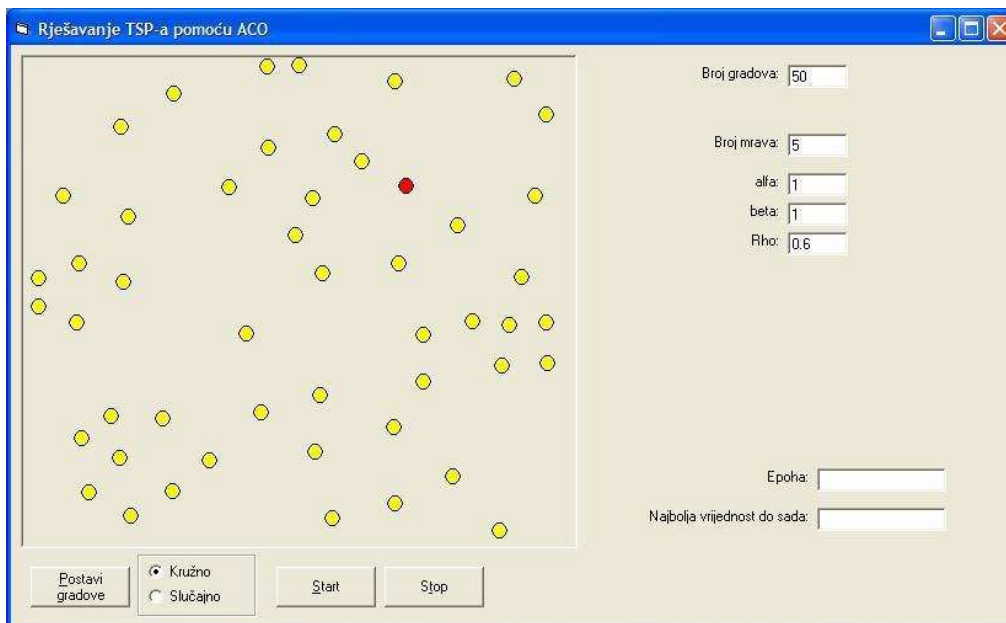 Rješavanje TSP-a pomoću ACO
Broj gradova: 50
Broj mrava: 5
alfa: 1
beta: 1
Rho: 0.6
Epoha:
Najbolja vrijednost do sada:
Postavi
gradove
Kružno
Slučajno
Start
Stop